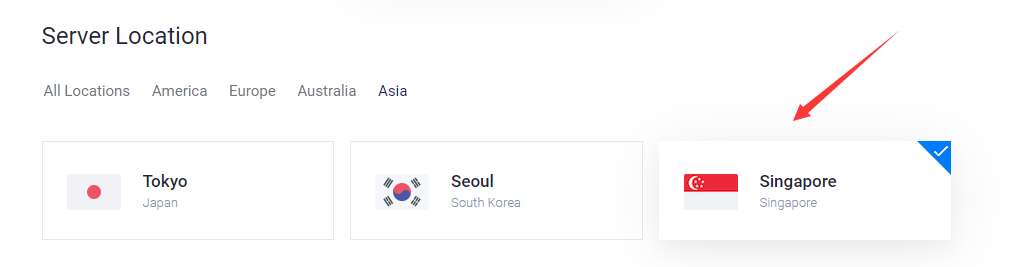 Server Location
All Locations America Europe Australia Asia
Tokyo
Japan
Seoul
South Korea
Singapore
Singapore